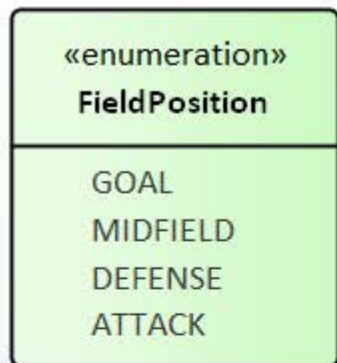 «enumeration»
FieldPosition
GOAL
MIDFIELD
DEFENSE
ATTACK